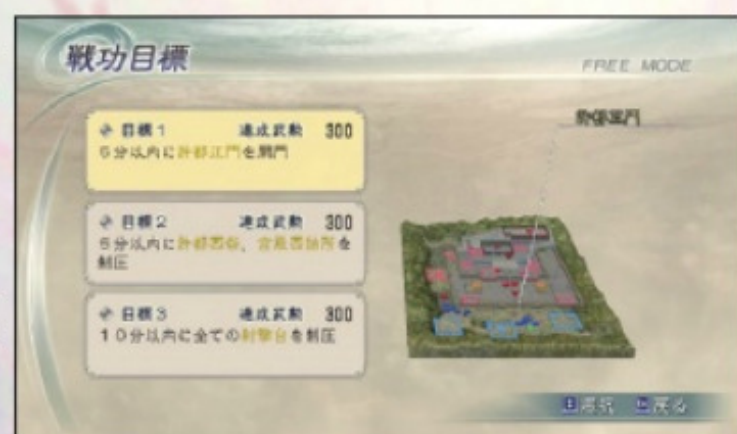 戦功目標
FREE MODE
目標1 達成武勲 300
5分以内に許都正門を開門
目標2 達成武勲 300
5分以内に許都西砦、宮殿西詰所を
制圧
目標3 達成武勲 300
10分以内に全ての射撃台を制圧
許都正門
戻る